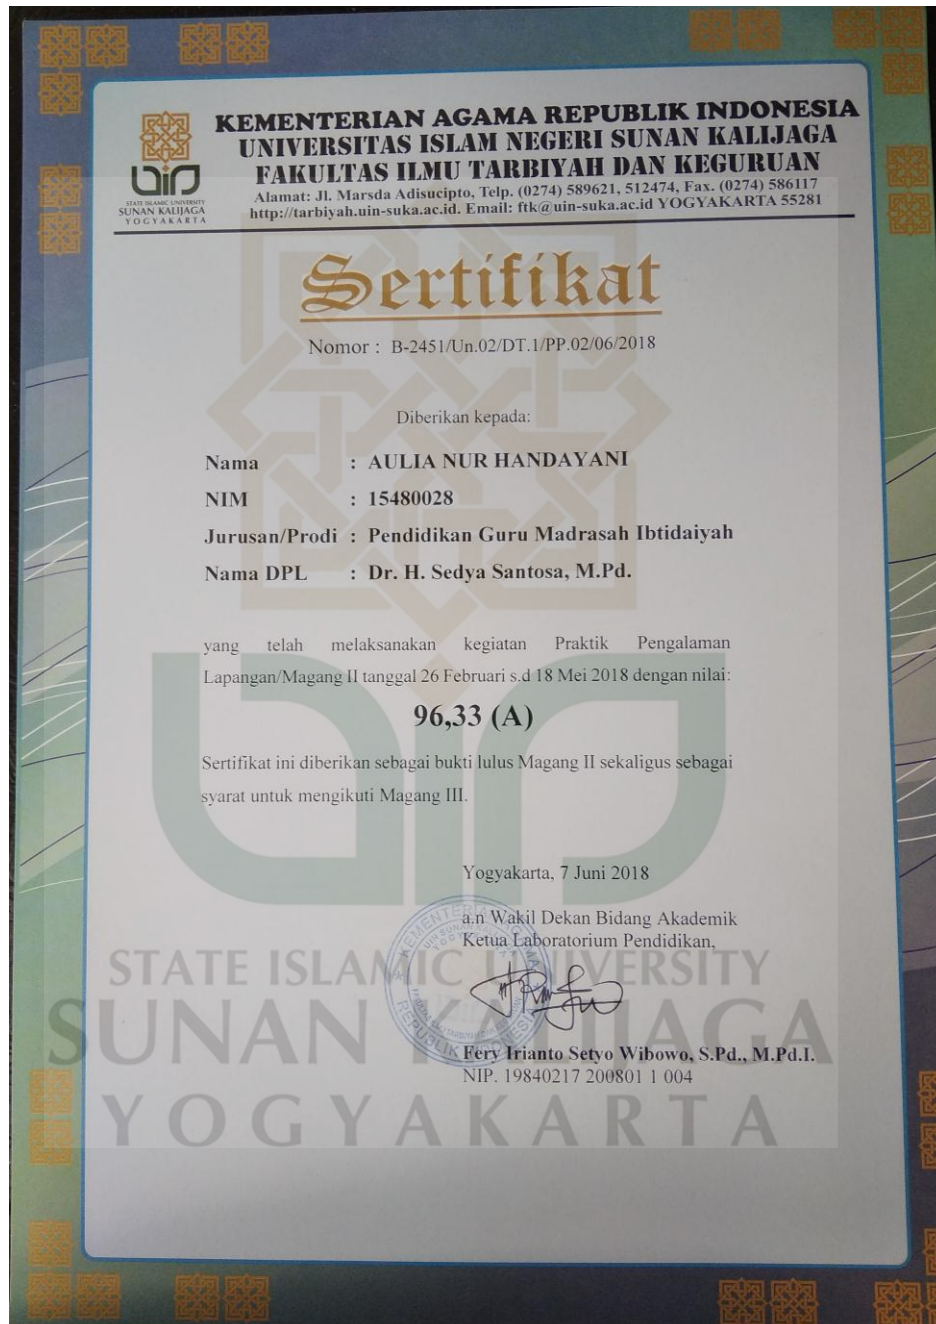 KEMENTERIAN AGAMA REPUBLIK INDONESIA
UNIVERSITAS ISLAM NEGERI SUNAN KALIJAGA
FAKULTAS ILMU TARBIYAH DAN KEGURUAN
Alamat: Jl. Marsda Adisucipto, Telp. (0274) 589621, 512474, Fax. (0274) 586117
http://tarbiyah.uin-suka.ac.id. Email: ftk@uin-suka.ac.id YOGYAKARTA 55281
uin
STATE ISLAMIC UNIVERSITY
SUNAN KALIJAGA
YOGYAKARTA
Sertifikat
Nomor : B-2451/Un.02/DT.1/PP.02/06/2018
Diberikan kepada:
Nama : AULIA NUR HANDAYANI
NIM : 15480028
Jurusan/Prodi : Pendidikan Guru Madrasah Ibtidaiyah
Nama DPL : Dr. H. Sedya Santosa, M.Pd.
yang telah melaksanakan kegiatan Praktik Pengalaman
Lapangan/Magang II tanggal 26 Februari s.d 18 Mei 2018 dengan nilai:
96,33 (A)
Sertifikat ini diberikan sebagai bukti lulus Magang II sekaligus sebagai
syarat untuk mengikuti Magang III.
Yogyakarta, 7 Juni 2018
a.n Wakil Dekan Bidang Akademik
Ketua Laboratorium Pendidikan,
KEMENTERIAN AGAMA
REPUBLIK INDONESIA
Fery Irianto Setyo Wibowo, S.Pd., M.Pd.I.
NIP. 19840217 200801 1 004
uin
STATE ISLAMIC UNIVERSITY
SUNAN KALIJAGA
YOGYAKARTA